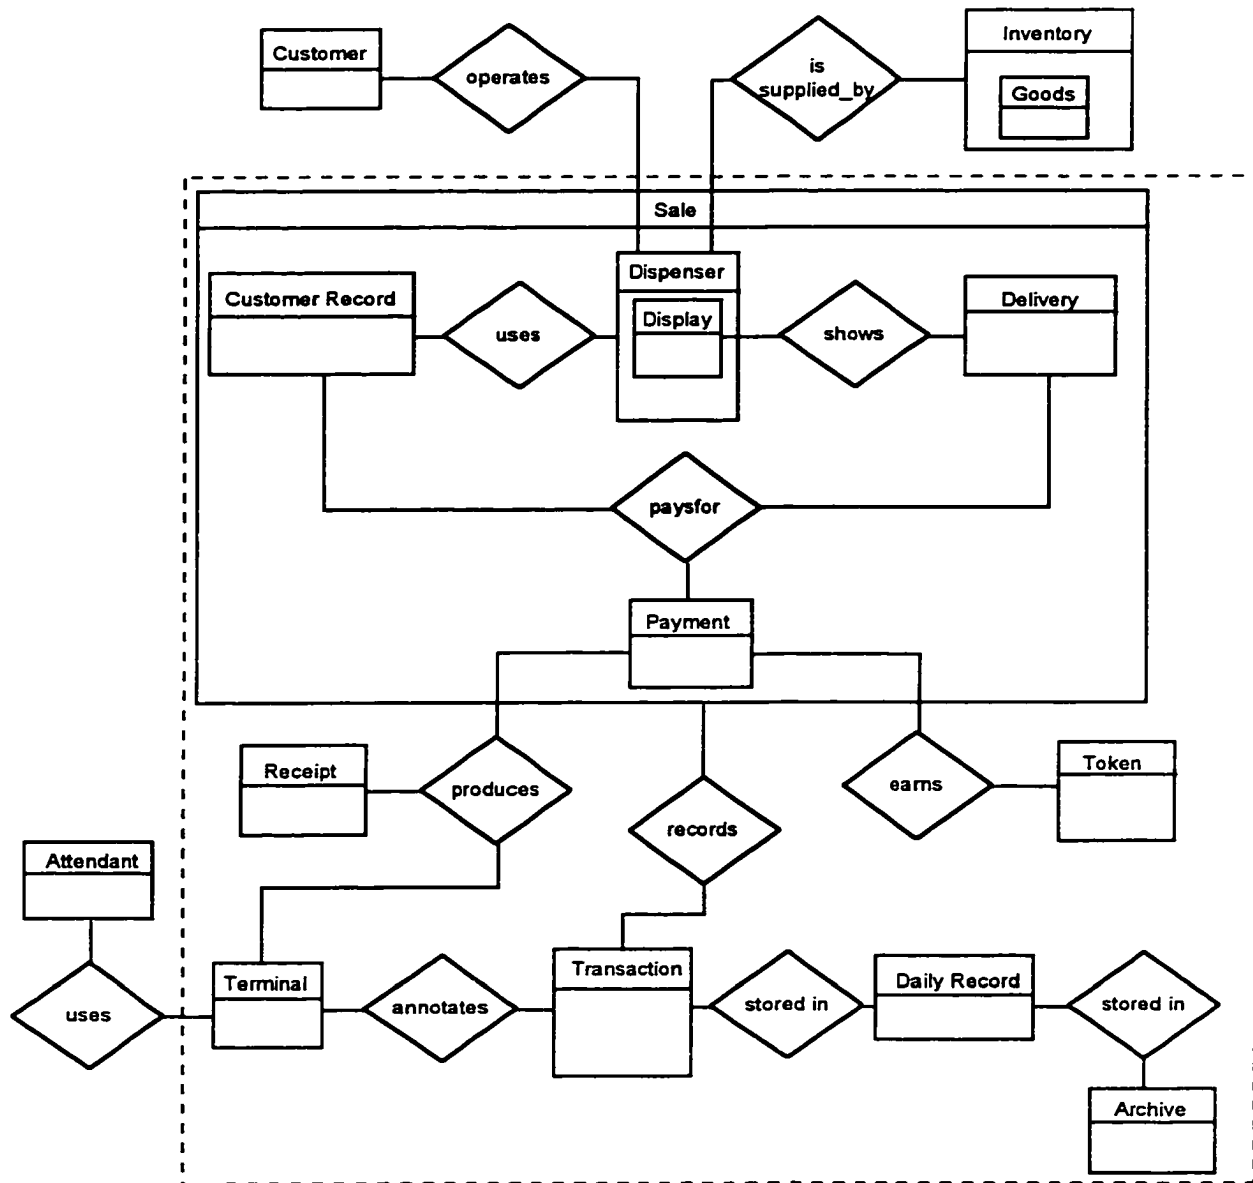 Customer
operates
is
supplied_by
Inventory
Goods
Sale
Customer Record
uses
Dispenser
Display
shows
Delivery
paysfor
Payment
Receipt
produces
records
earns
Token
Attendant
uses
Terminal
annotates
Transaction
stored in
Daily Record
stored in
Archive